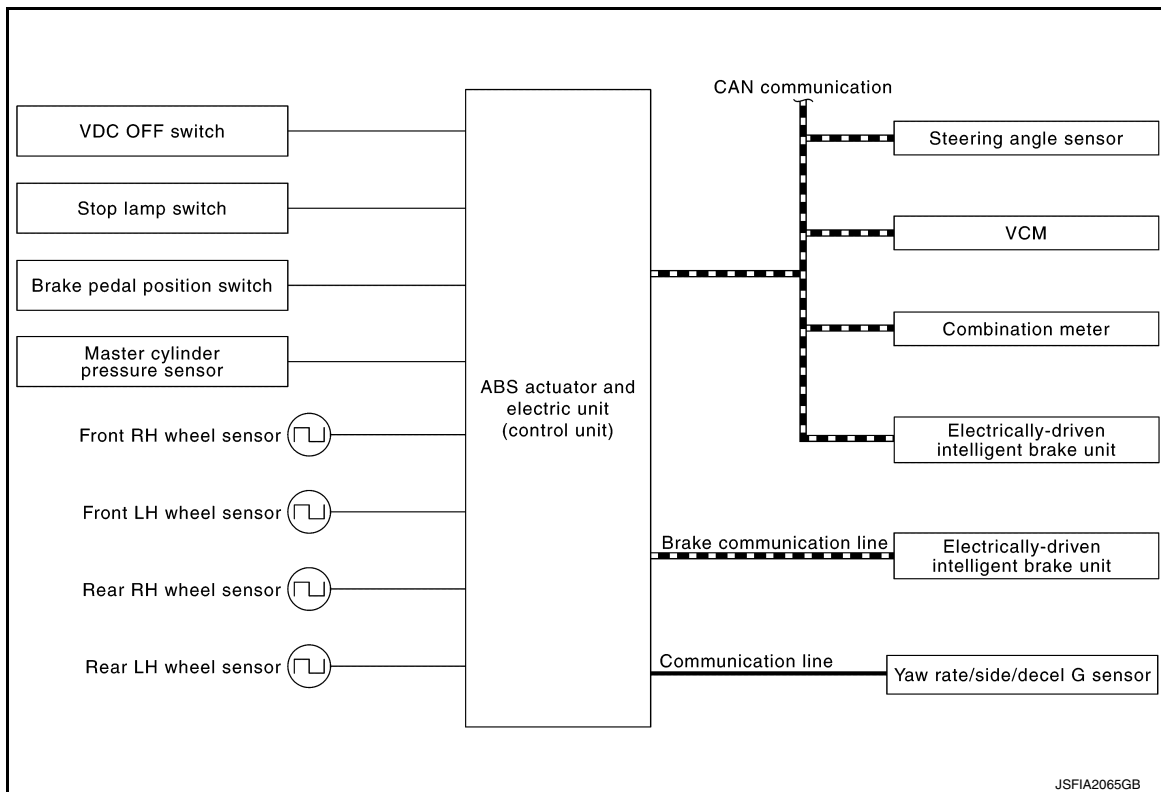 VDC OFF switch
Stop lamp switch
Brake pedal position switch
Master cylinder
pressure sensor
Front RH wheel sensor
Front LH wheel sensor
Rear RH wheel sensor
Rear LH wheel sensor
ABS actuator and
electric unit
(control unit)
CAN communication
Steering angle sensor
VCM
Combination meter
Electrically-driven
intelligent brake unit
Brake communication line
Electrically-driven
intelligent brake unit
Communication line
Yaw rate/side/decel G sensor
JSFIA2065GB